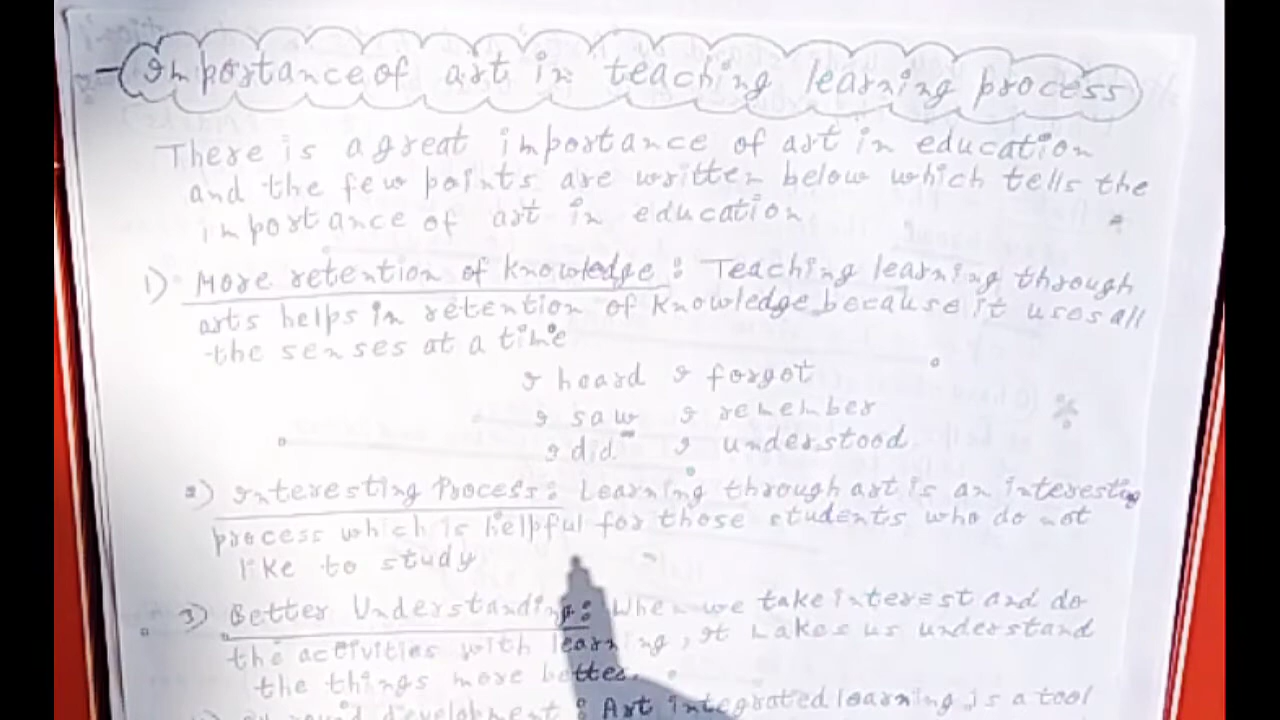 Importance of art in teaching learning process
There is a great importance of art in education
and the few points are written below which tells the
importance of art in education
1) More retention of knowledge : Teaching learning through
arts helps in retention of knowledge because it uses all
the senses at a time
I heard I forgot
I saw I remember
I did I understood
2) Interesting Process : Learning through art is an interesting
process which is helpful for those students who do not
like to study
3) Better Understanding : When we take interest and do
the activities with learning, It makes us understand
the things more better.
development : Art integrated learning is a tool